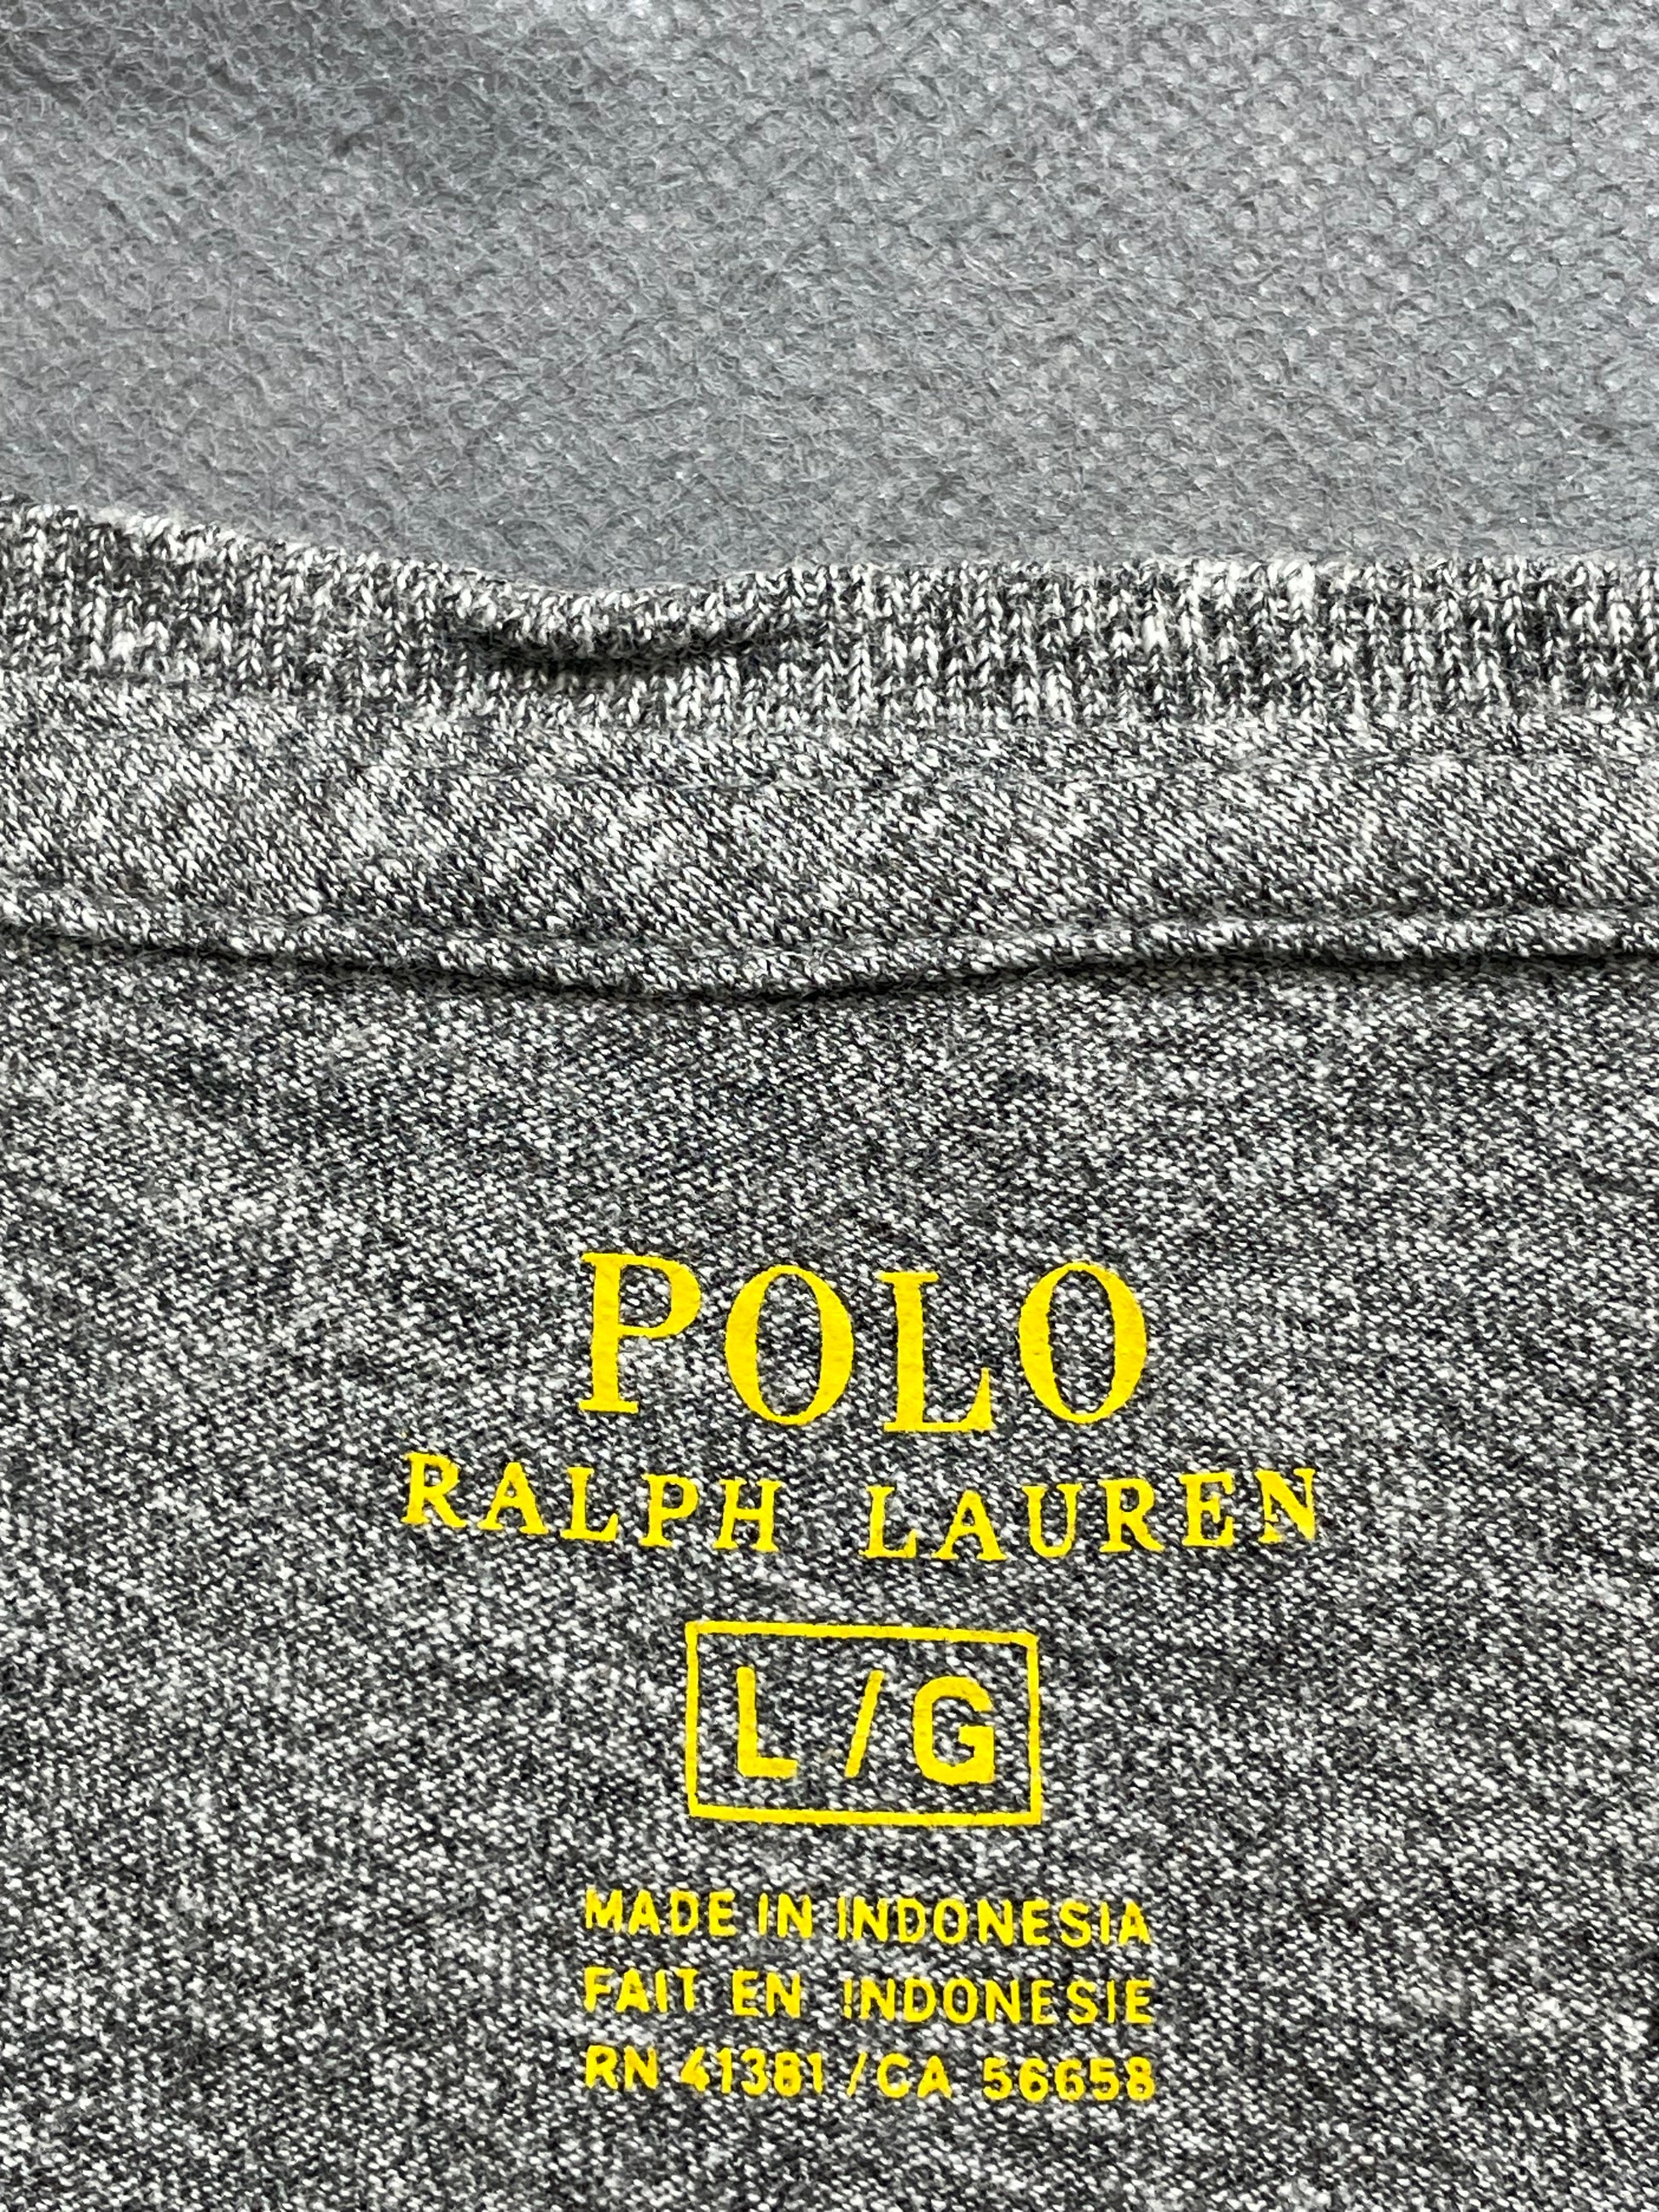 POLO
RALPH LAUREN
L/G
MADE IN INDONESIA
FAIT EN INDONESIE
RN 41381/CA 56658